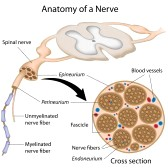 Anatomy of a Nerve
Spinal nerve
Epineurium
Blood vessels
Perineurium
Unmyelinated
nerve fiber
Fascicle
Myelinated
nerve fiber
Nerve fibers
Endoneurium
Cross section